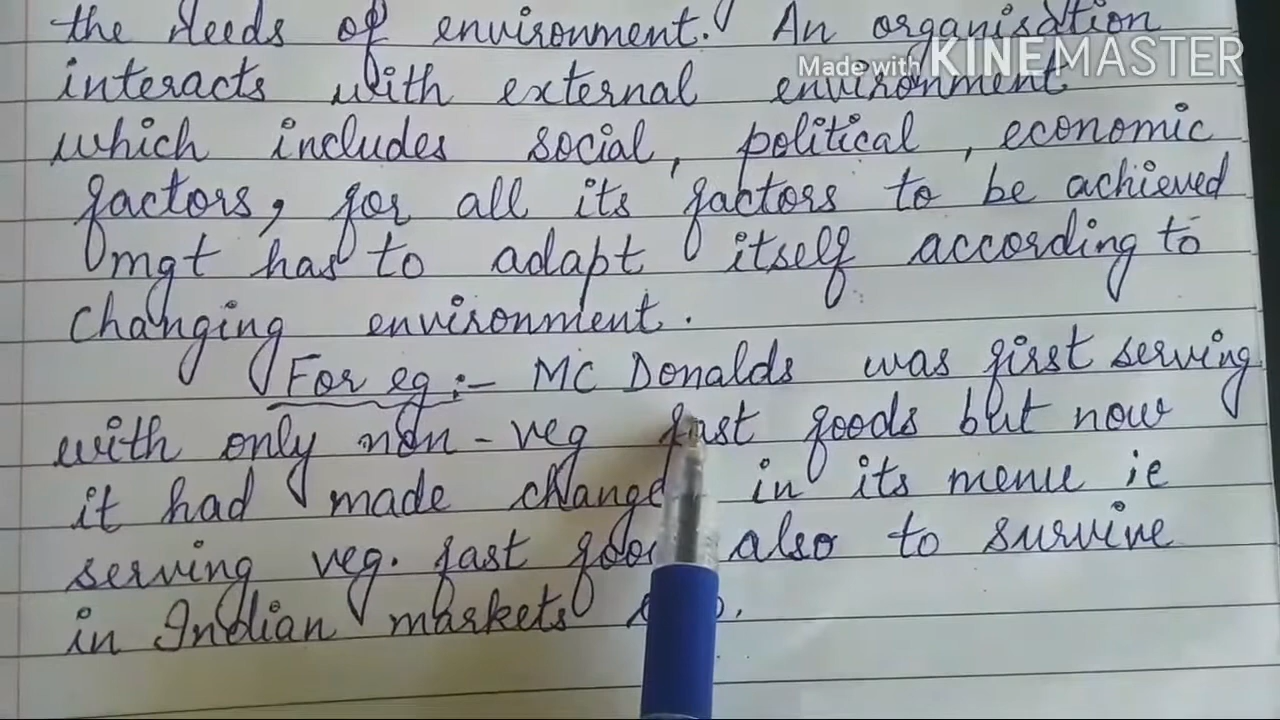 the needs of environment. An organisation
Made with KINEMASTER
interacts with external environment
which includes social, political, economic
factors, for all its factors to be achieved
mgt has to adapt itself according to
changing environment.
For eg :- Mc Donalds was first serving
with only non-veg fast foods but now
it had made change in its menu ie
serving veg. fast also to survive
in Indian markets